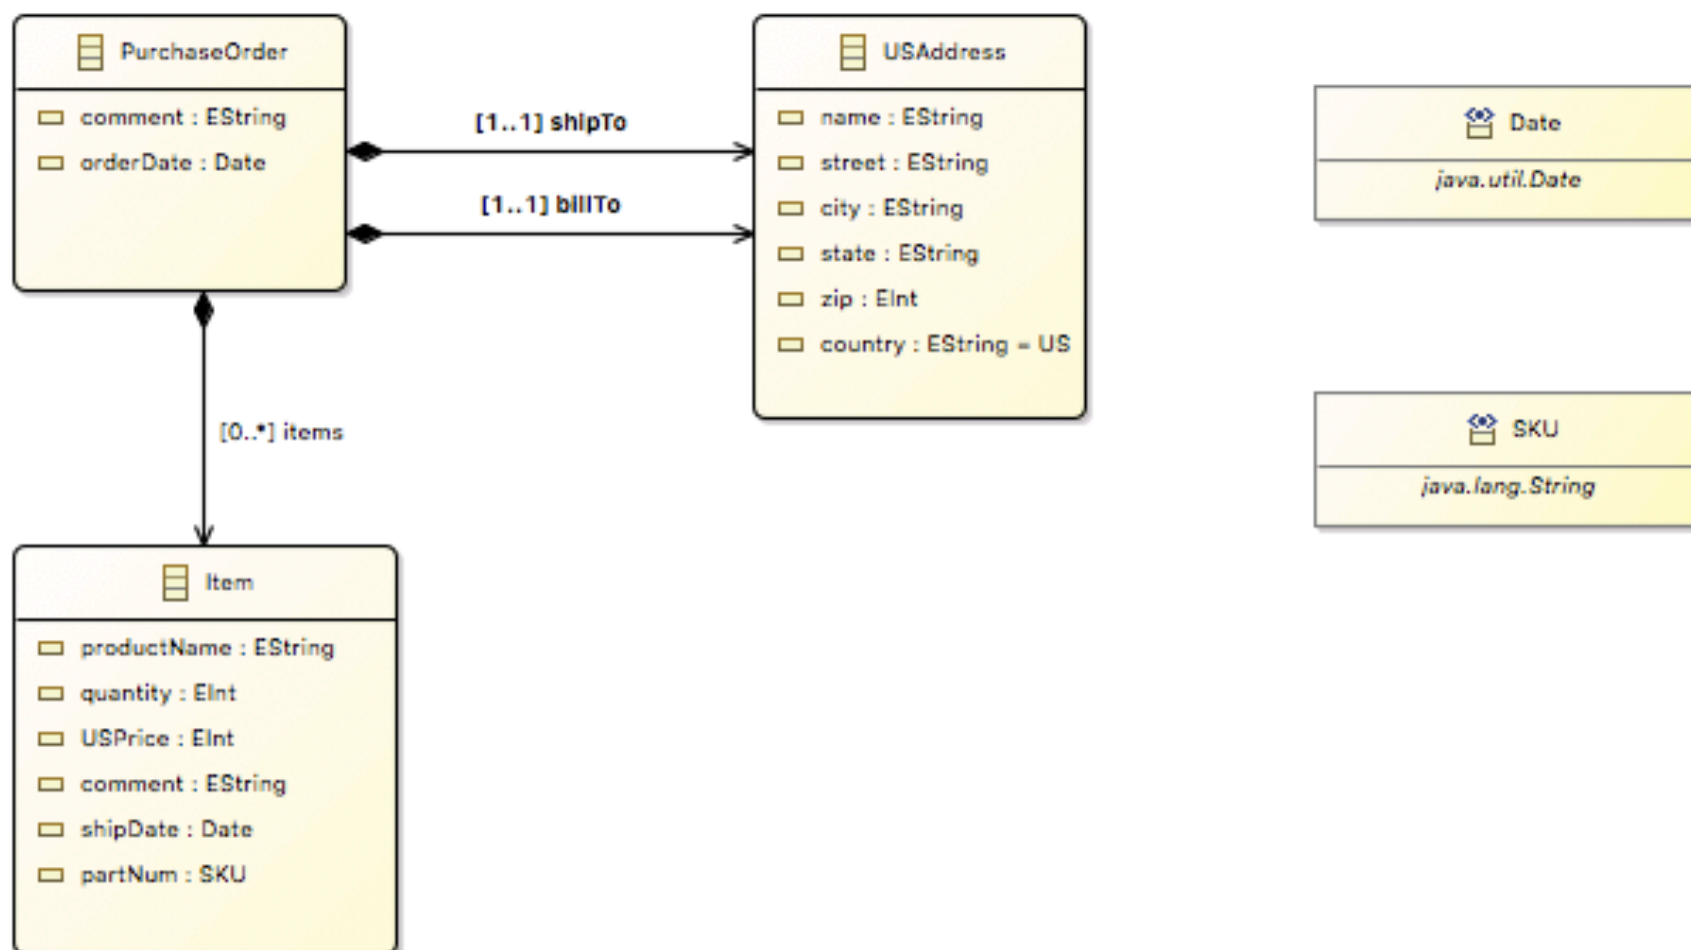 PurchaseOrder
comment : EString
orderDate : Date
[1..1] shipTo
[1..1] billTo
USAddress
name : EString
street : EString
city : EString
state : EString
zip : EInt
country : EString = US
Date
java.util.Date
SKU
java.lang.String
[0..*] items
Item
productName : EString
quantity : EInt
USPrice : EInt
comment : EString
shipDate : Date
partNum : SKU